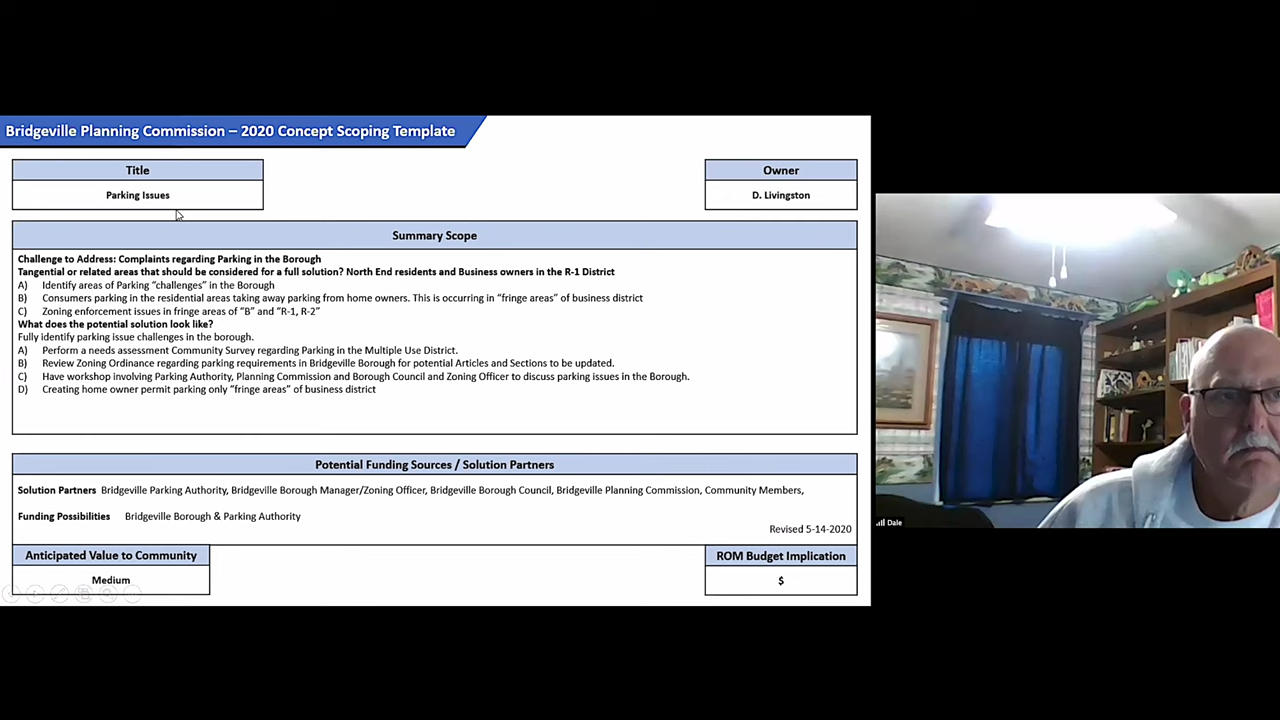 Bridgeville Planning Commission – 2020 Concept Scoping Template
Title
Owner
Parking Issues
D. Livingston
Summary Scope
Challenge to Address: Complaints regarding Parking in the Borough
Tangential or related areas that should be considered for a full solution? North End residents and Business owners in the R-1 District
A) Identify areas of Parking “challenges” in the Borough
B) Consumers parking in the residential areas taking away parking from home owners. This is occurring in “fringe areas” of business district
C) Zoning enforcement issues in fringe areas of “B” and “R-1, R-2”
What does the potential solution look like?
Fully identify parking issue challenges in the borough.
A) Perform a needs assessment Community Survey regarding Parking in the Multiple Use District.
B) Review Zoning Ordinance regarding parking requirements in Bridgeville Borough for potential Articles and Sections to be updated.
C) Have workshop involving Parking Authority, Planning Commission and Borough Council and Zoning Officer to discuss parking issues in the Borough.
D) Creating home owner permit parking only “fringe areas” of business district
Potential Funding Sources / Solution Partners
Solution Partners Bridgeville Parking Authority, Bridgeville Borough Manager/Zoning Officer, Bridgeville Borough Council, Bridgeville Planning Commission, Community Members,
Funding Possibilities Bridgeville Borough & Parking Authority
Revised 5-14-2020
Anticipated Value to Community
ROM Budget Implication
Medium
$
Dale